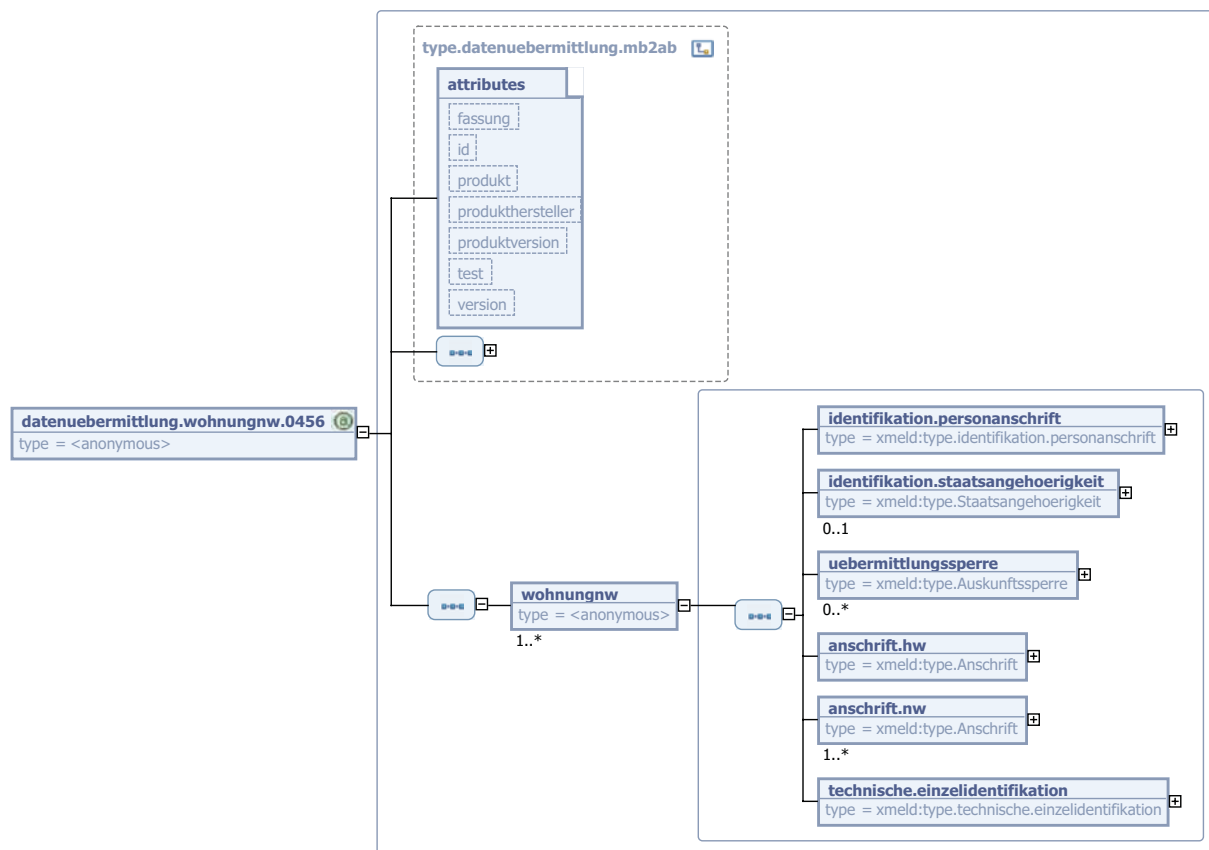 type.datenuebermittlung.mb2ab
attributes
fassung
id
produkt
produkthersteller
produktversion
test
version
datenuebermittlung.wohnungnw.0456
type = <anonymous>
wohnungnw
type = <anonymous>
1..*
identifikation.personanschrift
type = xmeld:type.identifikation.personanschrift
identifikation.staatsangehoerigkeit
type = xmeld:type.Staatsangehoerigkeit
0..1
uebermittlungssperre
type = xmeld:type.Auskunftssperre
0..*
anschrift.hw
type = xmeld:type.Anschrift
anschrift.nw
type = xmeld:type.Anschrift
1..*
technische.einzelidentifikation
type = xmeld:type.technische.einzelidentifikation